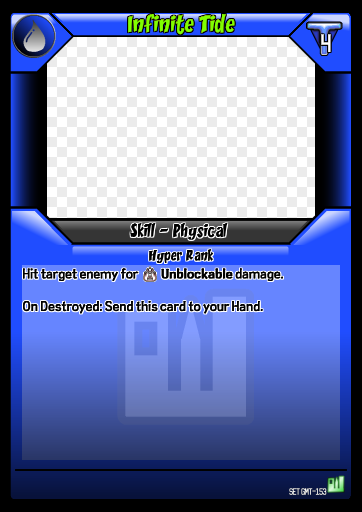 Infinite Tide
4
Skill - Physical
Hyper Rank
Hit target enemy for Unblockable damage.
On Destroyed: Send this card to your Hand.
SET GMT-153